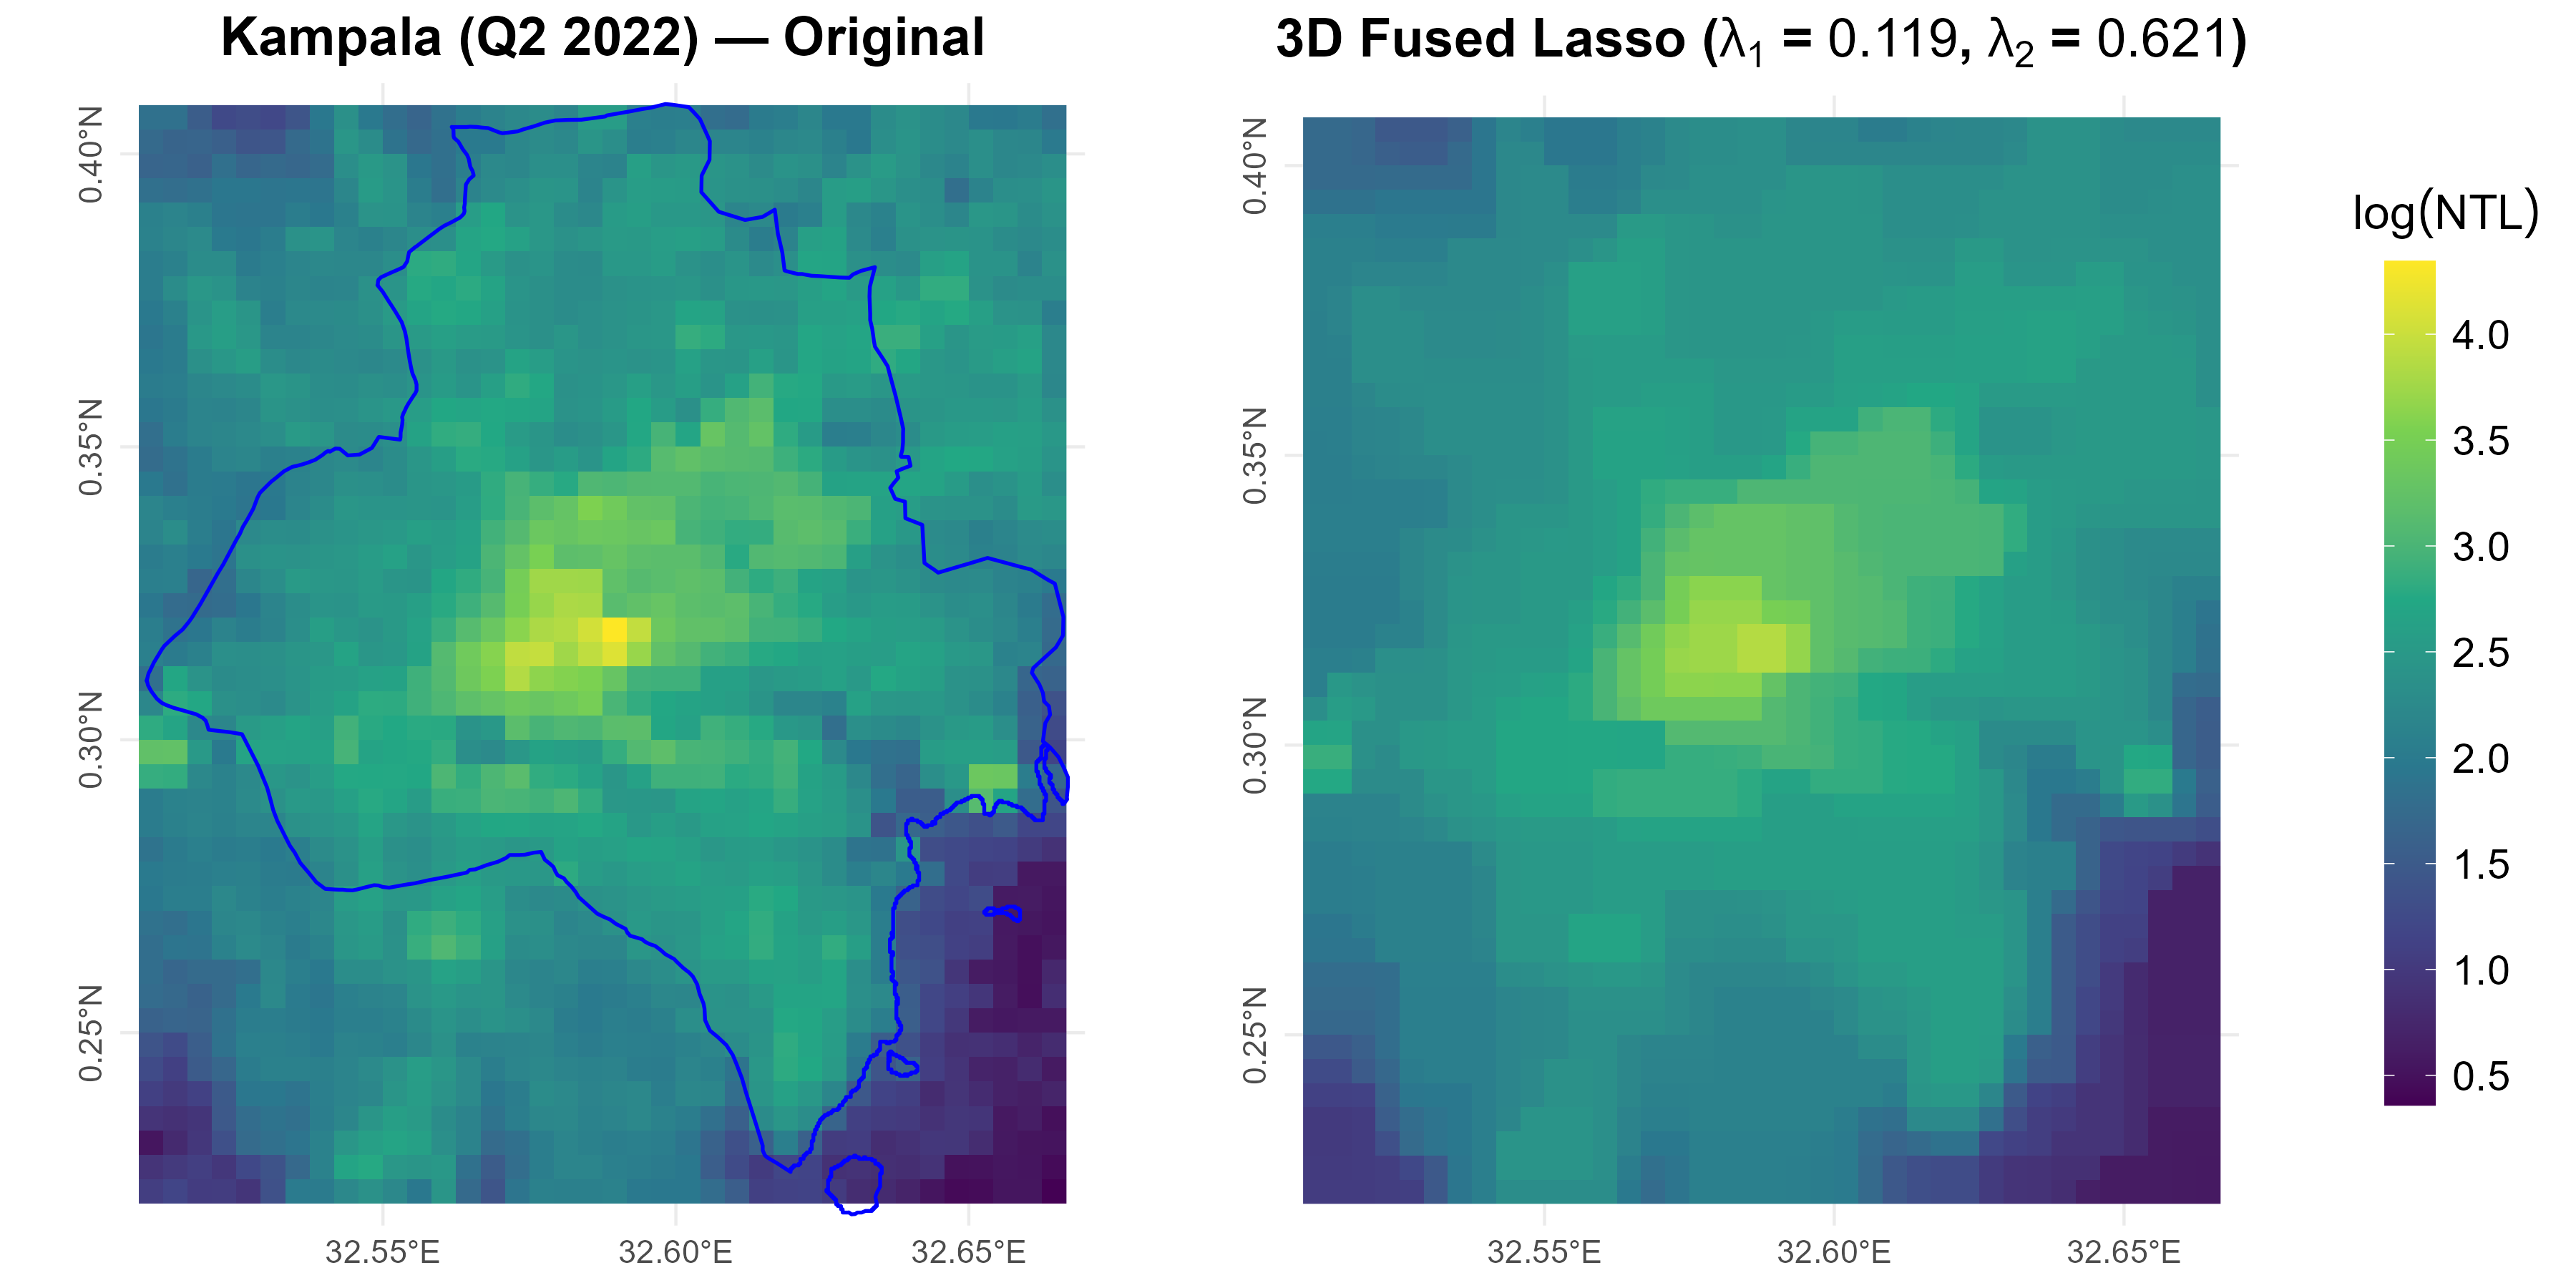 Kampala (Q2 2022) — Original
0.40°N
0.35°N
0.30°N
0.25°N
32.55°E
32.60°E
32.65°E
3D Fused Lasso (λ₁ = 0.119, λ₂ = 0.621)
0.40°N
0.35°N
0.30°N
0.25°N
32.55°E
32.60°E
32.65°E
log(NTL)
4.0
3.5
3.0
2.5
2.0
1.5
1.0
0.5